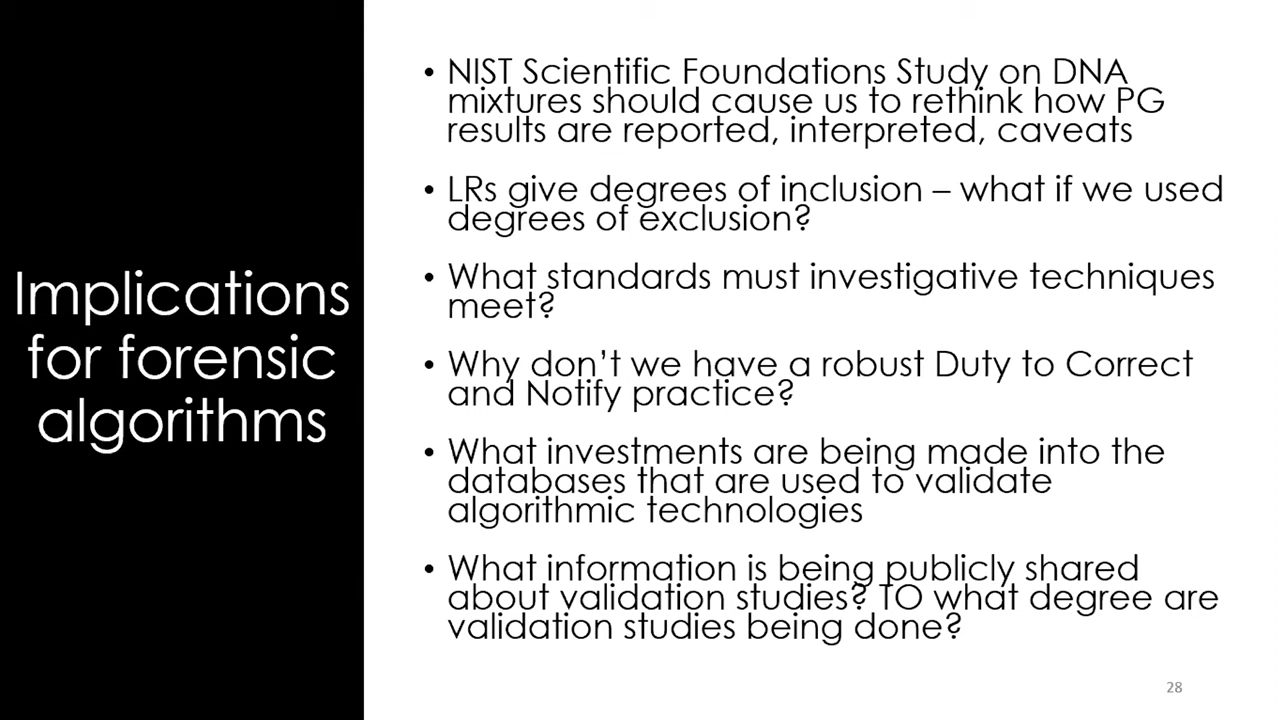 Implications
for forensic
algorithms
• NIST Scientific Foundations Study on DNA
mixtures should cause us to rethink how PG
results are reported, interpreted, caveats
• LRs give degrees of inclusion – what if we used
degrees of exclusion?
• What standards must investigative techniques
meet?
• Why don’t we have a robust Duty to Correct
and Notify practice?
• What investments are being made into the
databases that are used to validate
algorithmic technologies
• What information is being publicly shared
about validation studies? TO what degree are
validation studies being done?
28